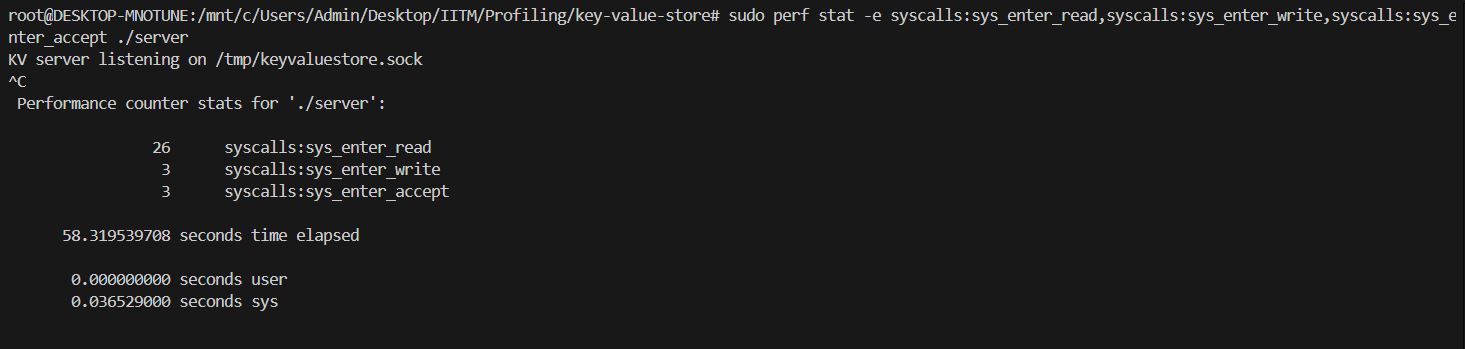 root@DESKTOP-MNOTUNE:/mnt/c/Users/Admin/Desktop/IITM/Profiling/key-value-store# sudo perf stat -e syscalls:sys_enter_read,syscalls:sys_enter_write,syscalls:sys_e
nter_accept ./server
KV server listening on /tmp/keyvaluestore.sock
^C
Performance counter stats for './server':
26 syscalls:sys_enter_read
3 syscalls:sys_enter_write
3 syscalls:sys_enter_accept
58.319539708 seconds time elapsed
0.000000000 seconds user
0.036529000 seconds sys